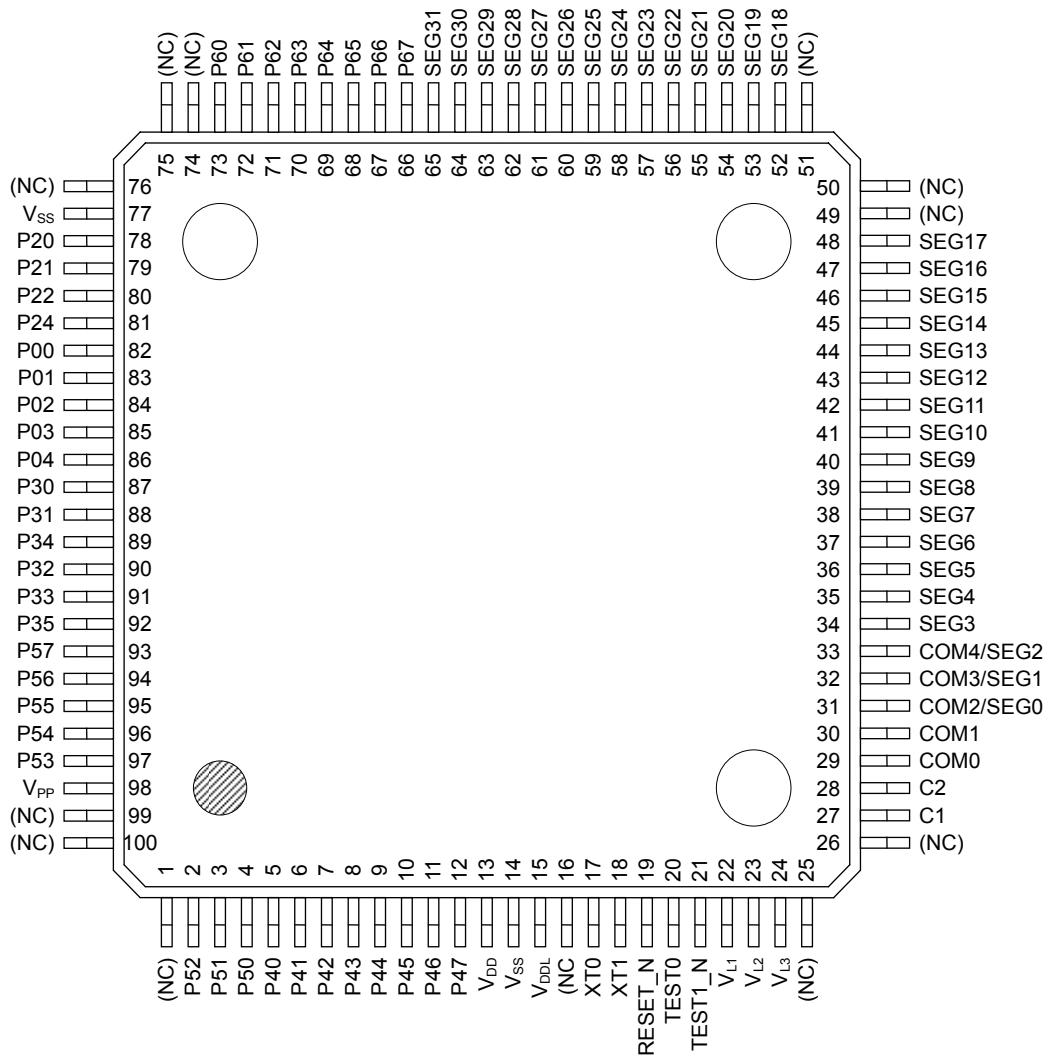 (NC)
(NC)
P60
P61
P62
P63
P64
P65
P66
P67
SEG31
SEG30
SEG29
SEG28
SEG27
SEG26
SEG25
SEG24
SEG23
SEG22
SEG21
SEG20
SEG19
SEG18
(NC)
75
74
73
72
71
70
69
68
67
66
65
64
63
62
61
60
59
58
57
56
55
54
53
52
51
(NC) 76
VSS 77
P20 78
P21 79
P22 80
P24 81
P00 82
P01 83
P02 84
P03 85
P04 86
P30 87
P31 88
P34 89
P32 90
P33 91
P35 92
P57 93
P56 94
P55 95
P54 96
P53 97
VPP 98
(NC) 99
(NC) 100
50 (NC)
49 (NC)
48 SEG17
47 SEG16
46 SEG15
45 SEG14
44 SEG13
43 SEG12
42 SEG11
41 SEG10
40 SEG9
39 SEG8
38 SEG7
37 SEG6
36 SEG5
35 SEG4
34 SEG3
33 COM4/SEG2
32 COM3/SEG1
31 COM2/SEG0
30 COM1
29 COM0
28 C2
27 C1
26 (NC)
1
2
3
4
5
6
7
8
9
10
11
12
13
14
15
16
17
18
19
20
21
22
23
24
25
(NC)
P52
P51
P50
P40
P41
P42
P43
P44
P45
P46
P47
VDD
VSS
VDDL
(NC
XT0
XT1
RESET_N
TEST0
TEST1_N
VL1
VL2
VL3
(NC)